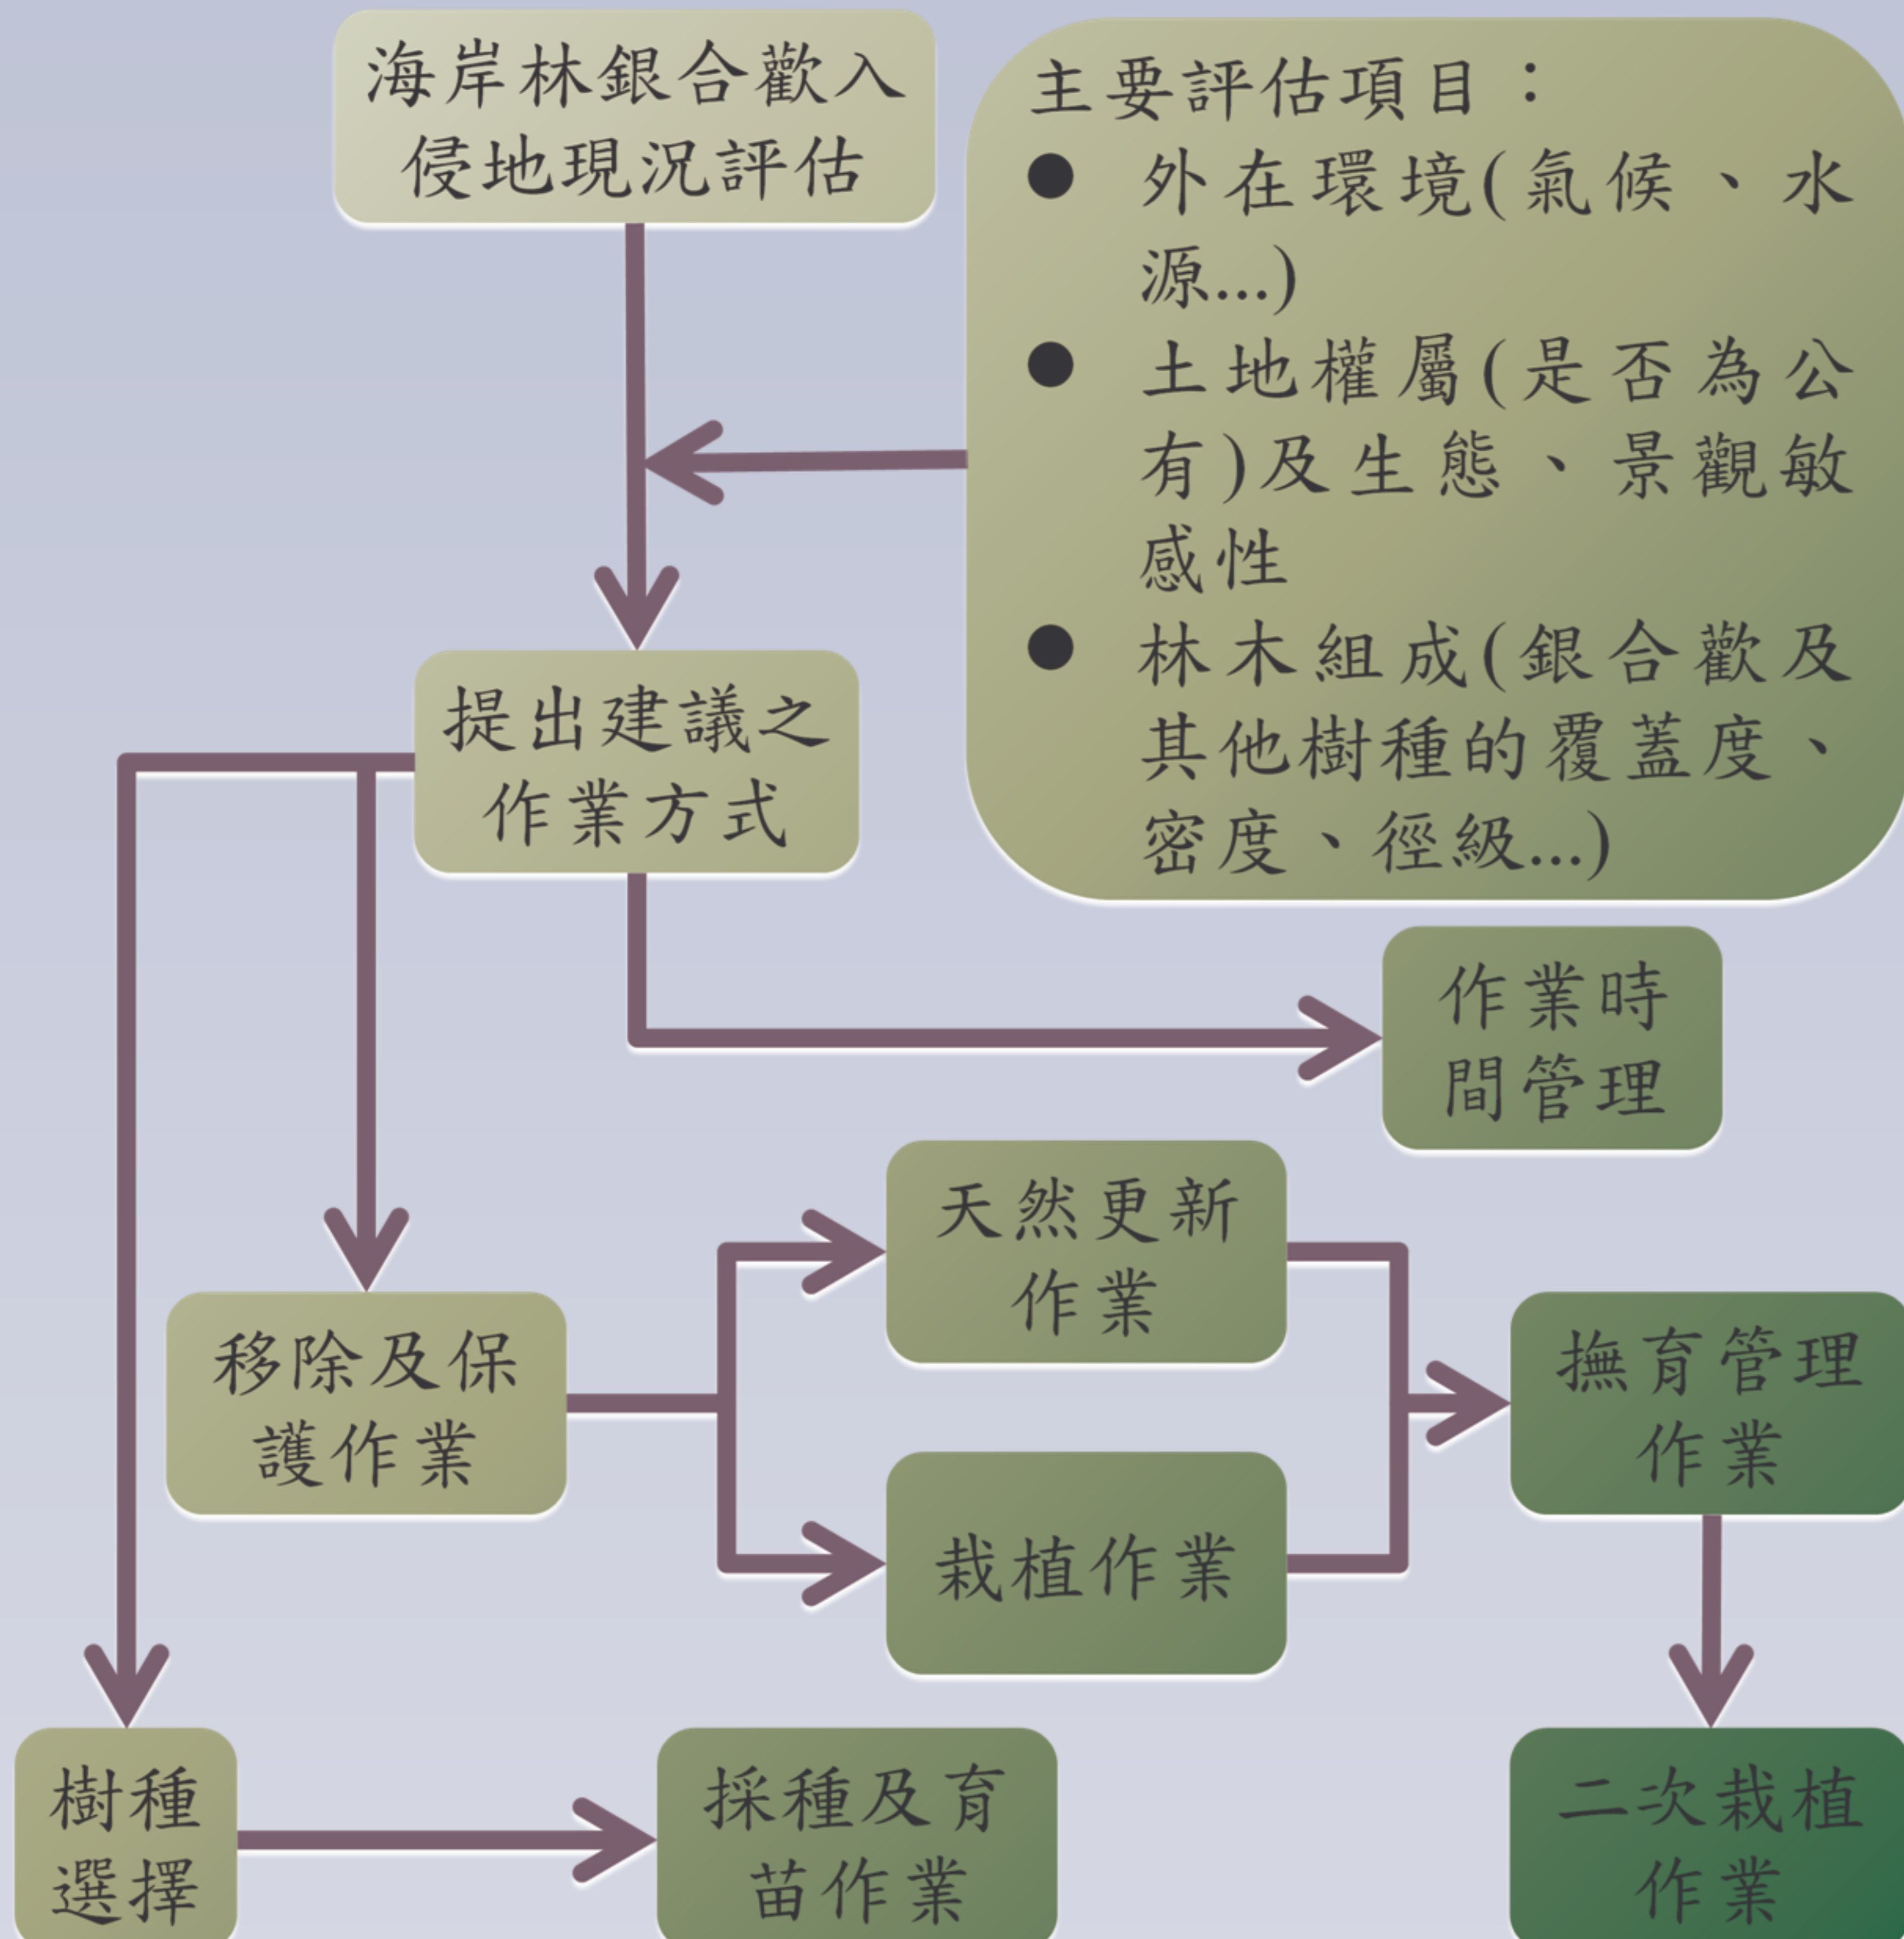 海岸林銀合歡入
侵地現況評估
主要評估項目：
● 外在環境(氣候、水
源...)
● 土地權屬(是否為公
有)及生態、景觀敏
感性
● 林木組成(銀合歡及
其他樹種的覆蓋度、
密度、徑級...)
提出建議之
作業方式
作業時
間管理
天然更新
作業
移除及保
護作業
栽植作業
撫育管理
作業
樹種
選擇
採種及育
苗作業
二次栽植
作業